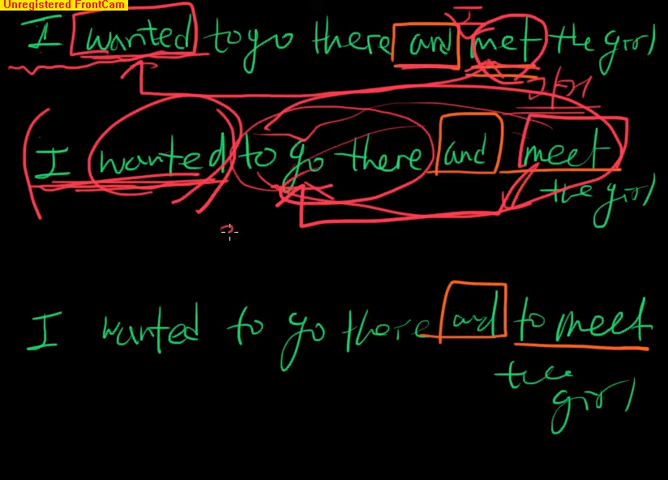 Unregistered FrontCam
I wanted to go there and met the girl
I wanted to go there and meet
the girl
I wanted to go there and to meet
the
girl